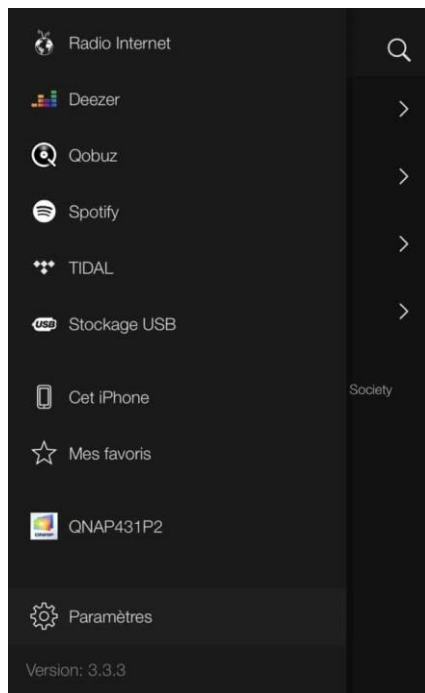 Radio Internet
Deezer
Qobuz
Spotify
TIDAL
USB
Stockage USB
Cet iPhone
Society
Mes favoris
QNAP431P2
Paramètres
Version: 3.3.3